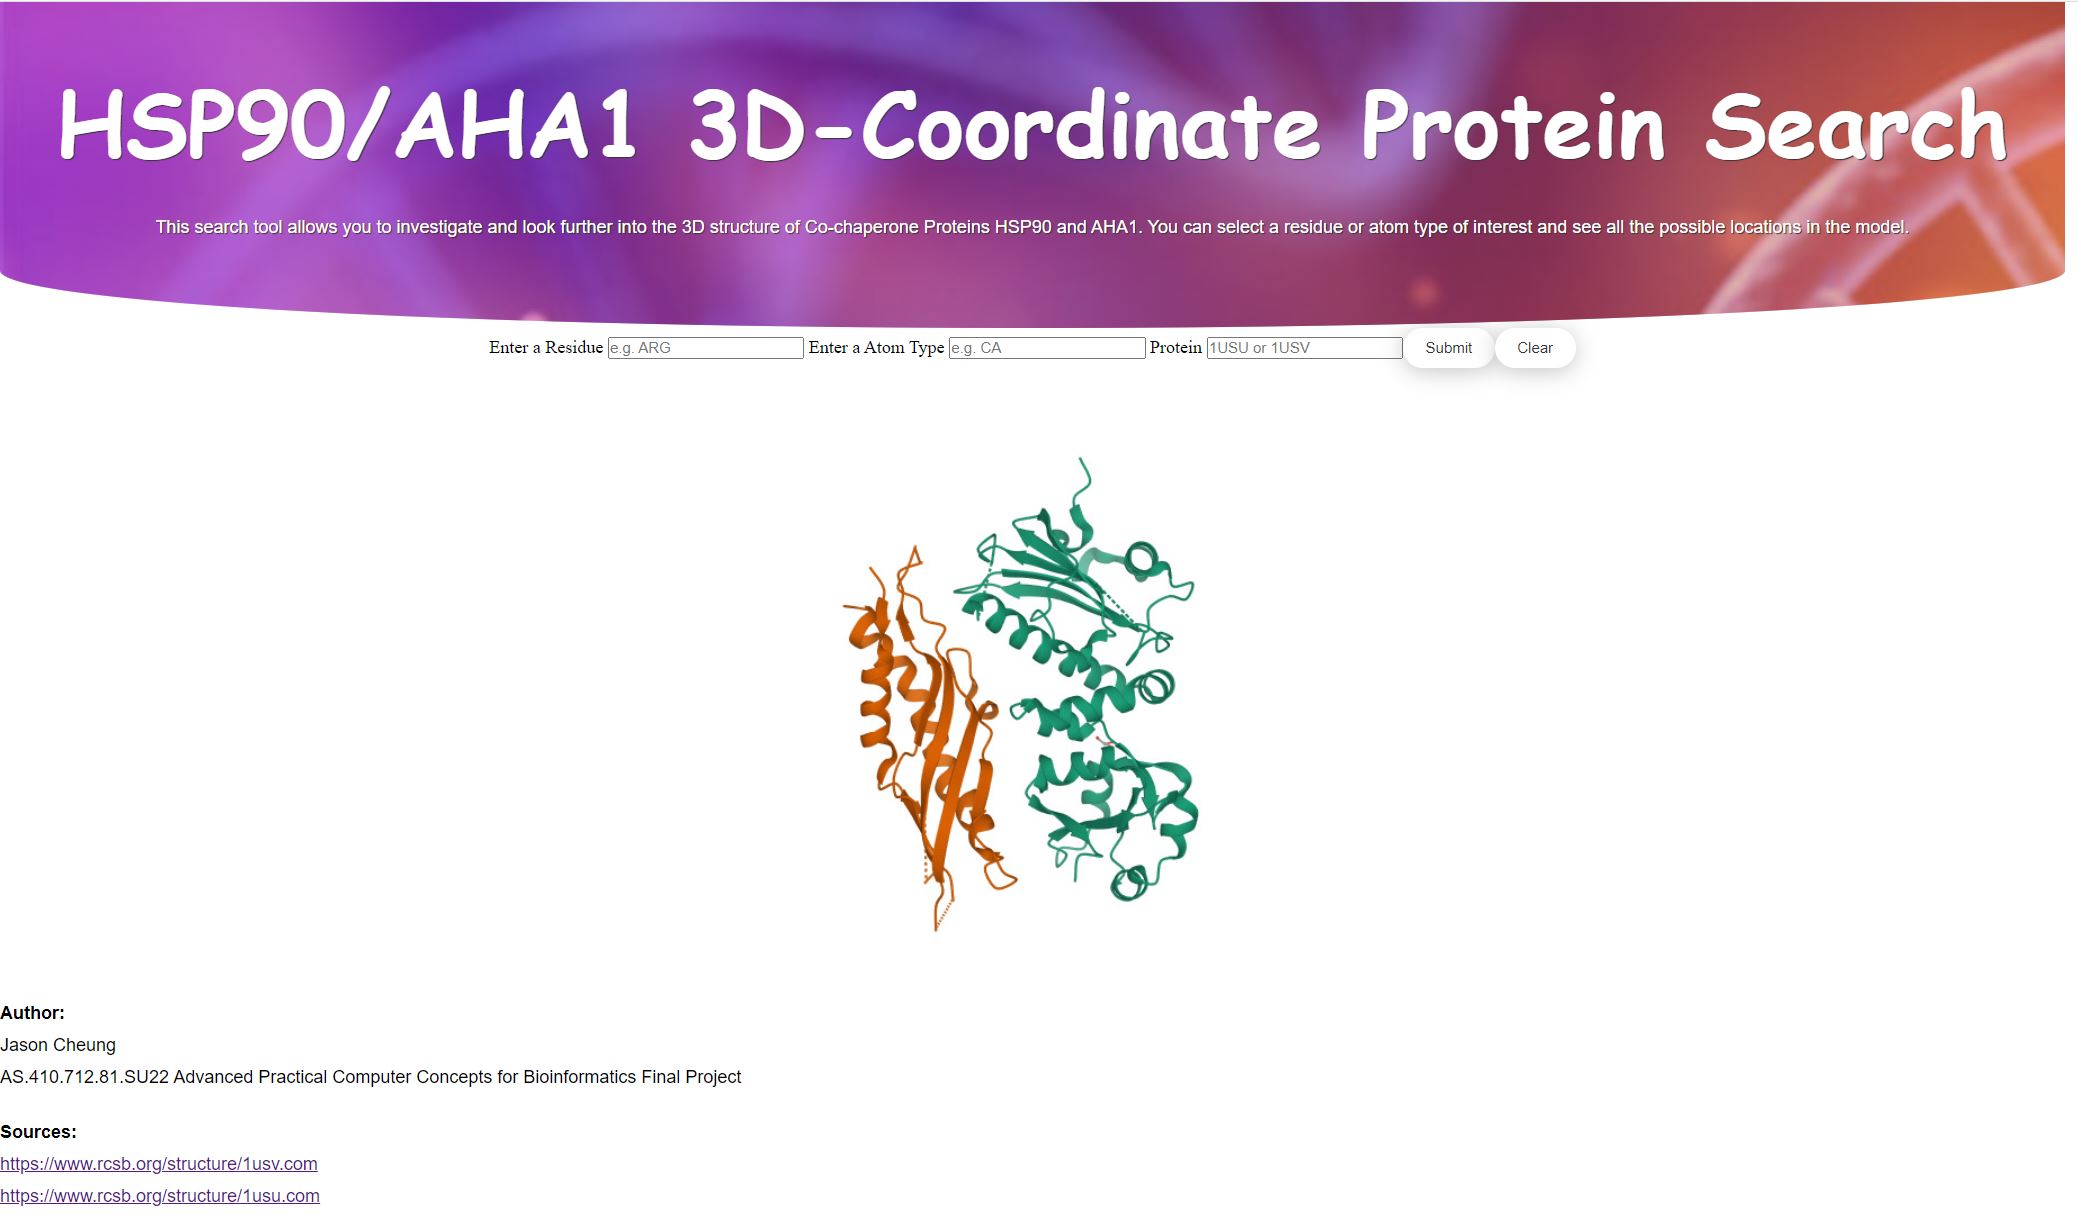 HSP90/AHA1 3D-Coordinate Protein Search
This search tool allows you to investigate and look further into the 3D structure of Co-chaperone Proteins HSP90 and AHA1. You can select a residue or atom type of interest and see all the possible locations in the model.
Enter a Residue e.g. ARG Enter a Atom Type e.g. CA Protein 1USU or 1USV Submit Clear
Author:
Jason Cheung
AS.410.712.81.SU22 Advanced Practical Computer Concepts for Bioinformatics Final Project
Sources:
https://www.rcsb.org/structure/1usv.com
https://www.rcsb.org/structure/1usu.com